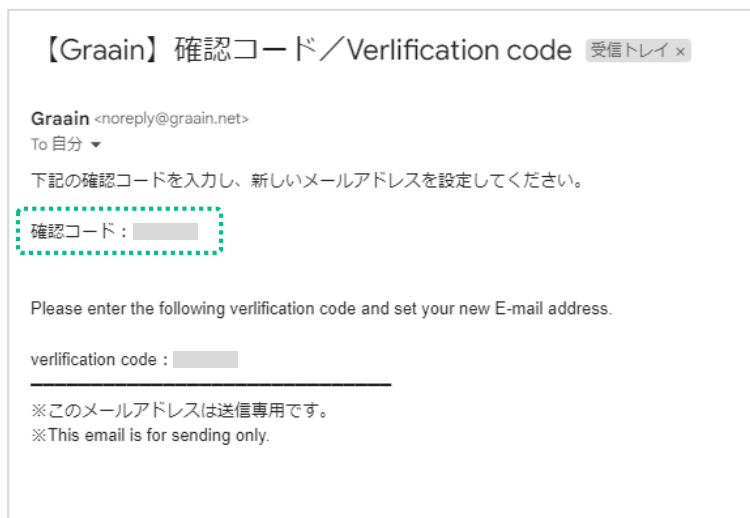 【Graain】確認コード／Verlification code 受信トレイ ×
Graain <noreply@graain.net>
To 自分
下記の確認コードを入力し、新しいメールアドレスを設定してください。
確認コード：
Please enter the following verlification code and set your new E-mail address.
verlification code：
※このメールアドレスは送信専用です。
※This email is for sending only.